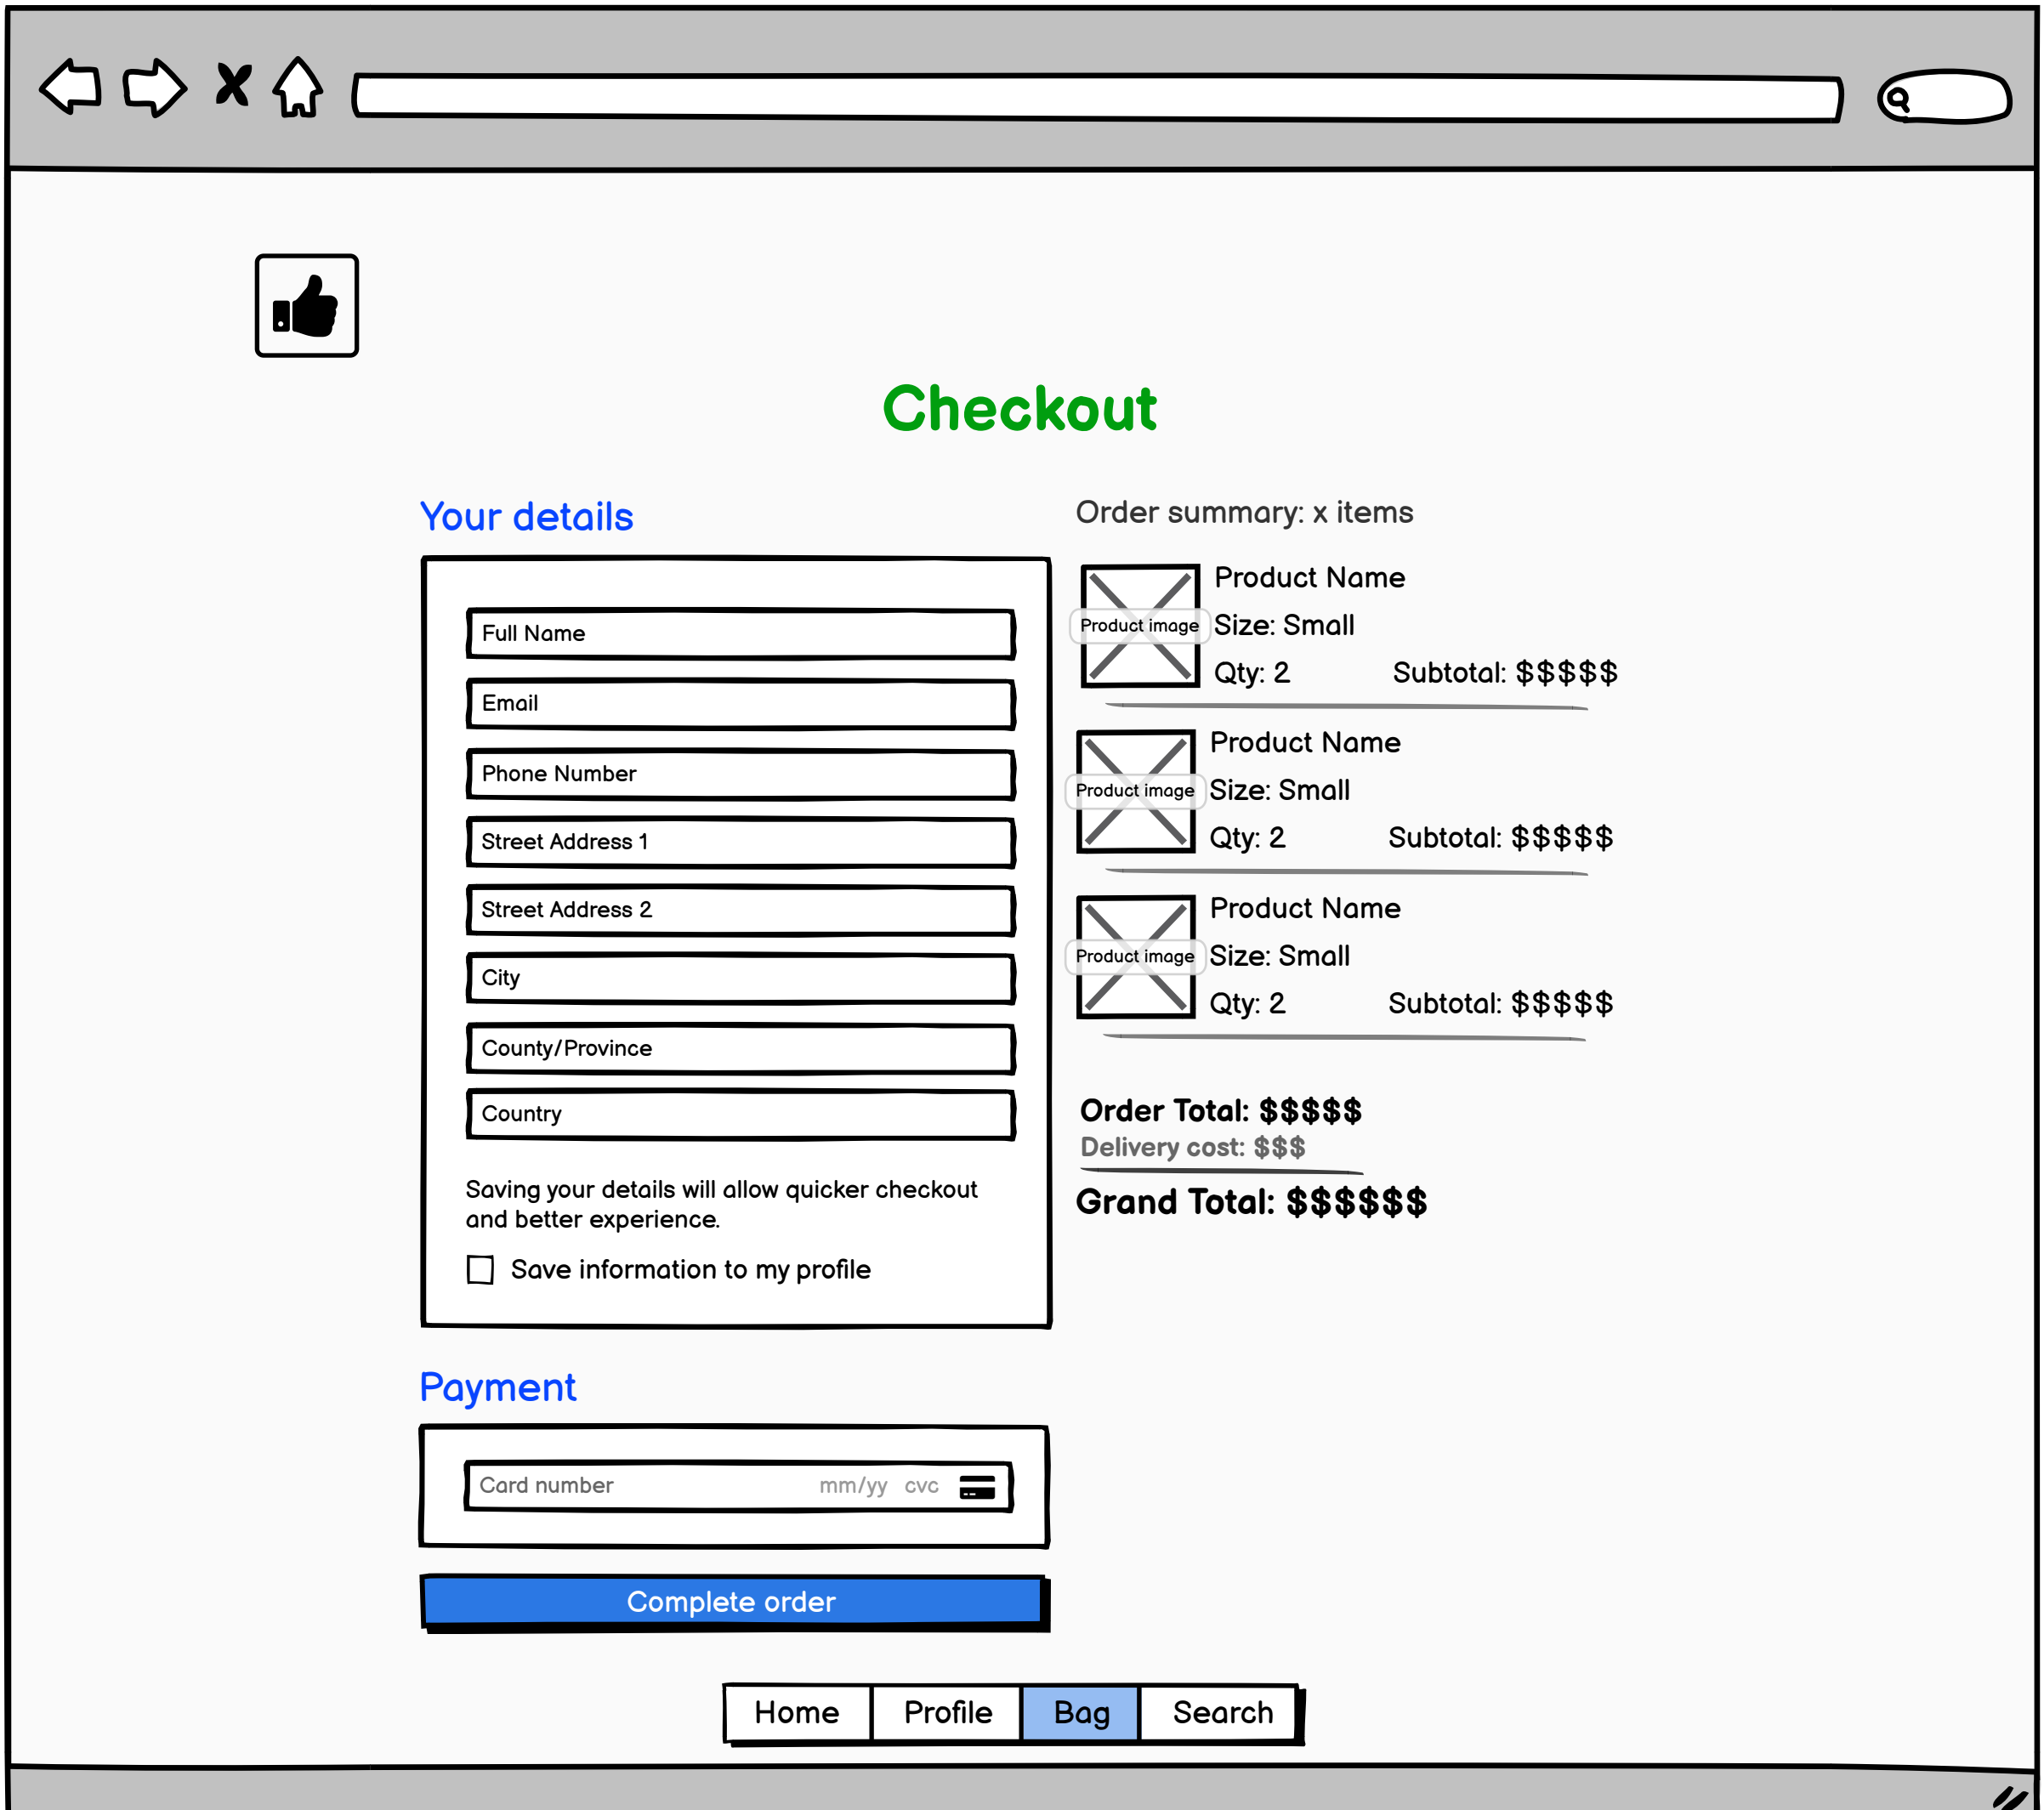 Checkout
Your details
Full Name
Email
Phone Number
Street Address 1
Street Address 2
City
County/Province
Country
Saving your details will allow quicker checkout
and better experience.
Save information to my profile
Payment
Card number mm/yy cvc
Complete order
Order summary: x items
Product image
Product Name
Size: Small
Qty: 2 Subtotal: $$$$$
Product image
Product Name
Size: Small
Qty: 2 Subtotal: $$$$$
Product image
Product Name
Size: Small
Qty: 2 Subtotal: $$$$$
Order Total: $$$$$
Delivery cost: $$$
Grand Total: $$$$$$
Home Profile Bag Search